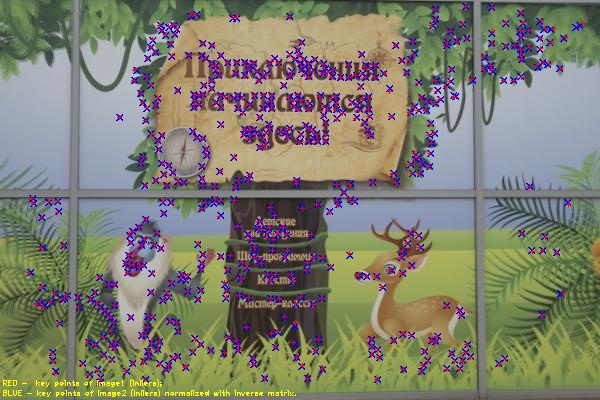 Приключения
начинаются
здесь!
Детские
Шоу-программы
Квесты
Мистер-классы
RED - key points of image1 (inliers);
BLUE - key points of image2 (inliers) normalized with inverse matrix.